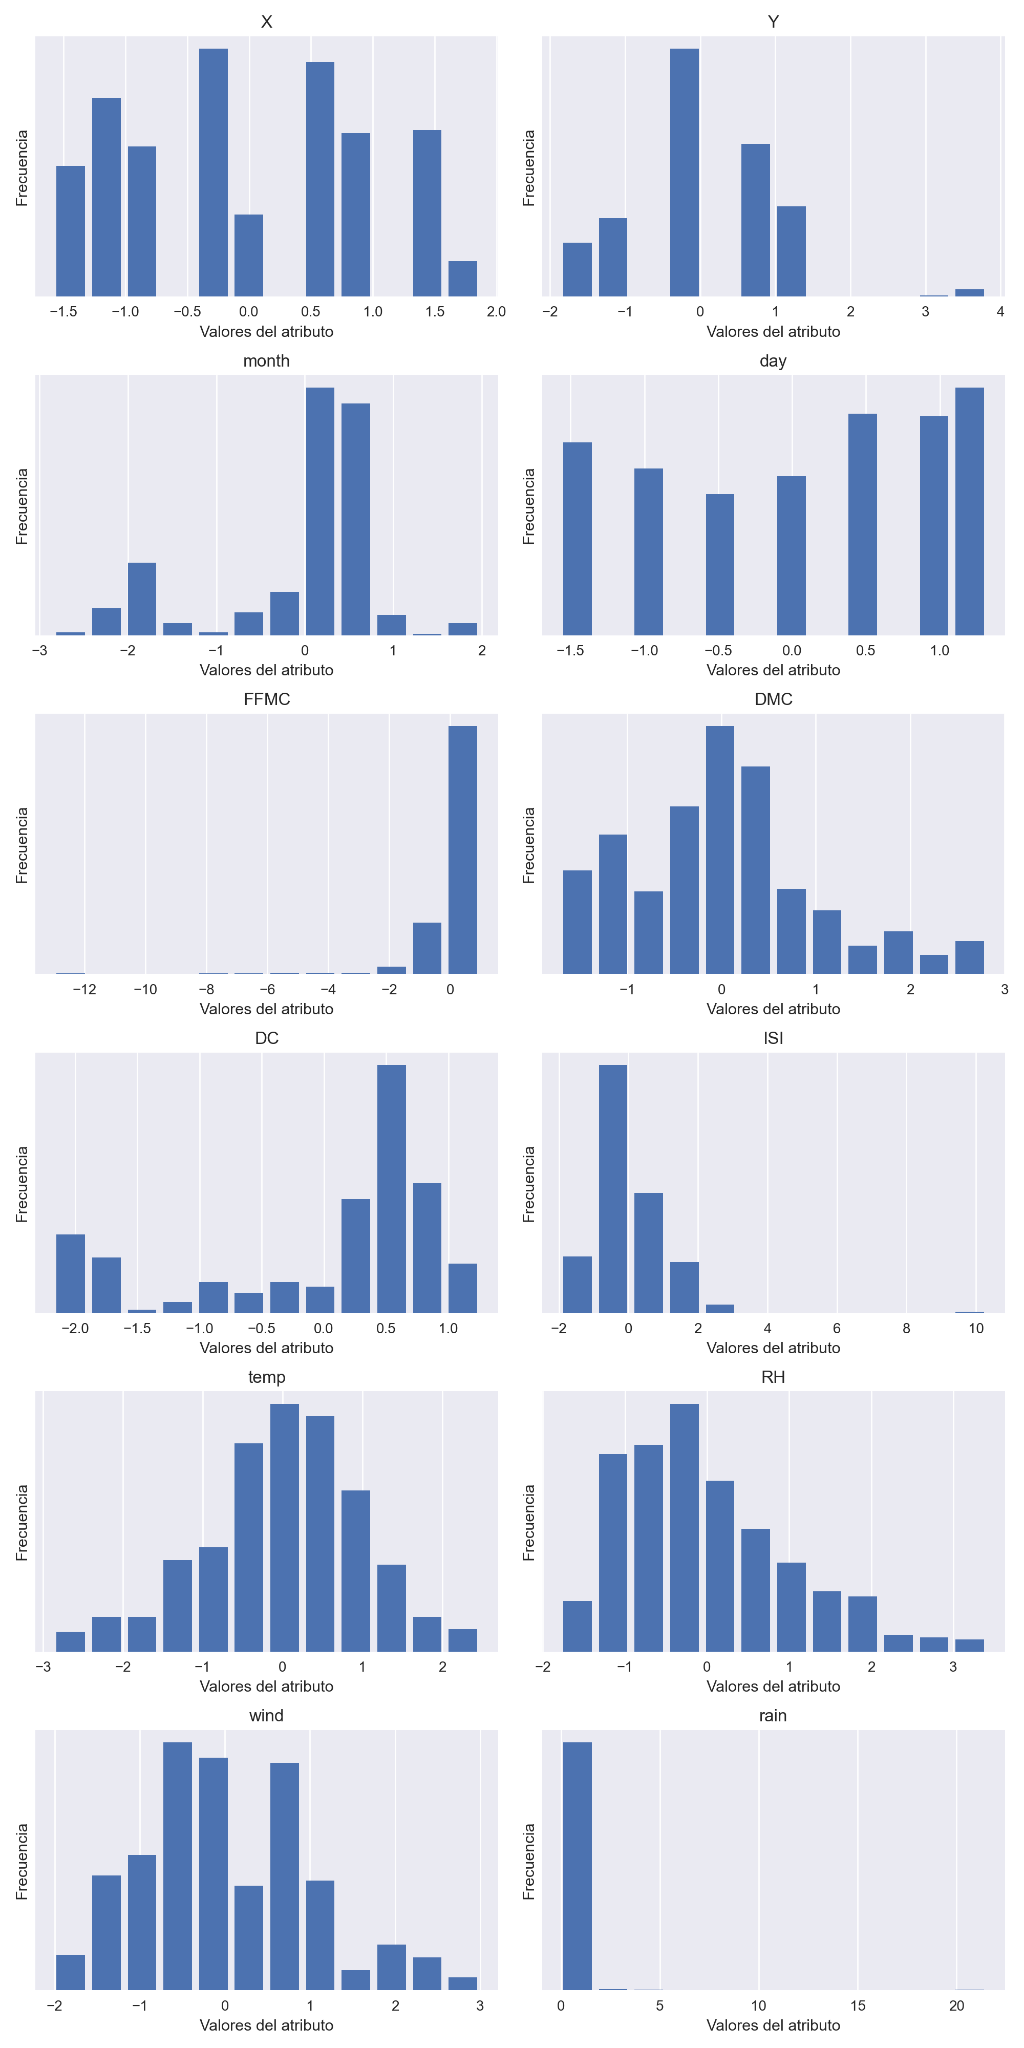 X
Frecuencia
−1.5 −1.0 −0.5 0.0 0.5 1.0 1.5 2.0
Valores del atributo
Y
Frecuencia
−2 −1 0 1 2 3 4
Valores del atributo
month
Frecuencia
−3 −2 −1 0 1 2
Valores del atributo
day
Frecuencia
−1.5 −1.0 −0.5 0.0 0.5 1.0
Valores del atributo
FFMC
Frecuencia
−12 −10 −8 −6 −4 −2 0
Valores del atributo
DMC
Frecuencia
−1 0 1 2 3
Valores del atributo
DC
Frecuencia
−2.0 −1.5 −1.0 −0.5 0.0 0.5 1.0
Valores del atributo
ISI
Frecuencia
−2 0 2 4 6 8 10
Valores del atributo
temp
Frecuencia
−3 −2 −1 0 1 2
Valores del atributo
RH
Frecuencia
−2 −1 0 1 2 3
Valores del atributo
wind
Frecuencia
−2 −1 0 1 2 3
Valores del atributo
rain
Frecuencia
0 5 10 15 20
Valores del atributo